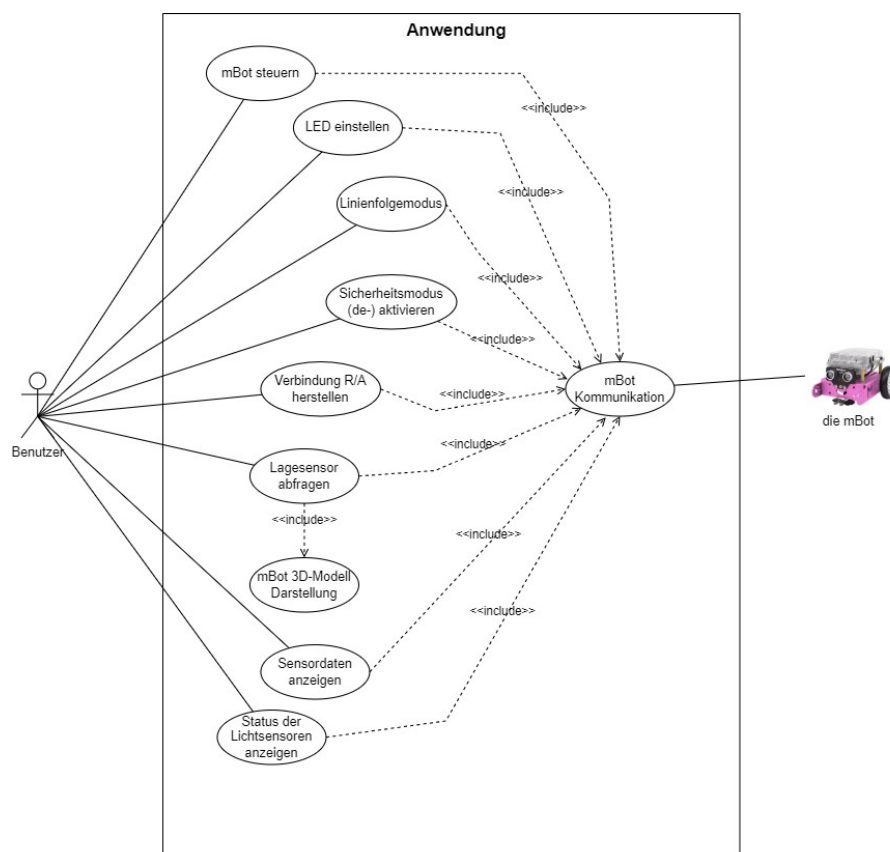 Anwendung
mBot steuern
<<include>>
LED einstellen
<<include>>
Linienfolgemodus
<<include>>
Sicherheitsmodus
(de-) aktivieren
<<include>>
Verbindung R/A
herstellen
<<include>>
mBot
Kommunikation
die mBot
Benutzer
Lagesensor
abfragen
<<include>>
<<include>>
mBot 3D-Modell
Darstellung
<<include>>
Sensordaten
anzeigen
<<include>>
Status der
Lichtsensoren
anzeigen